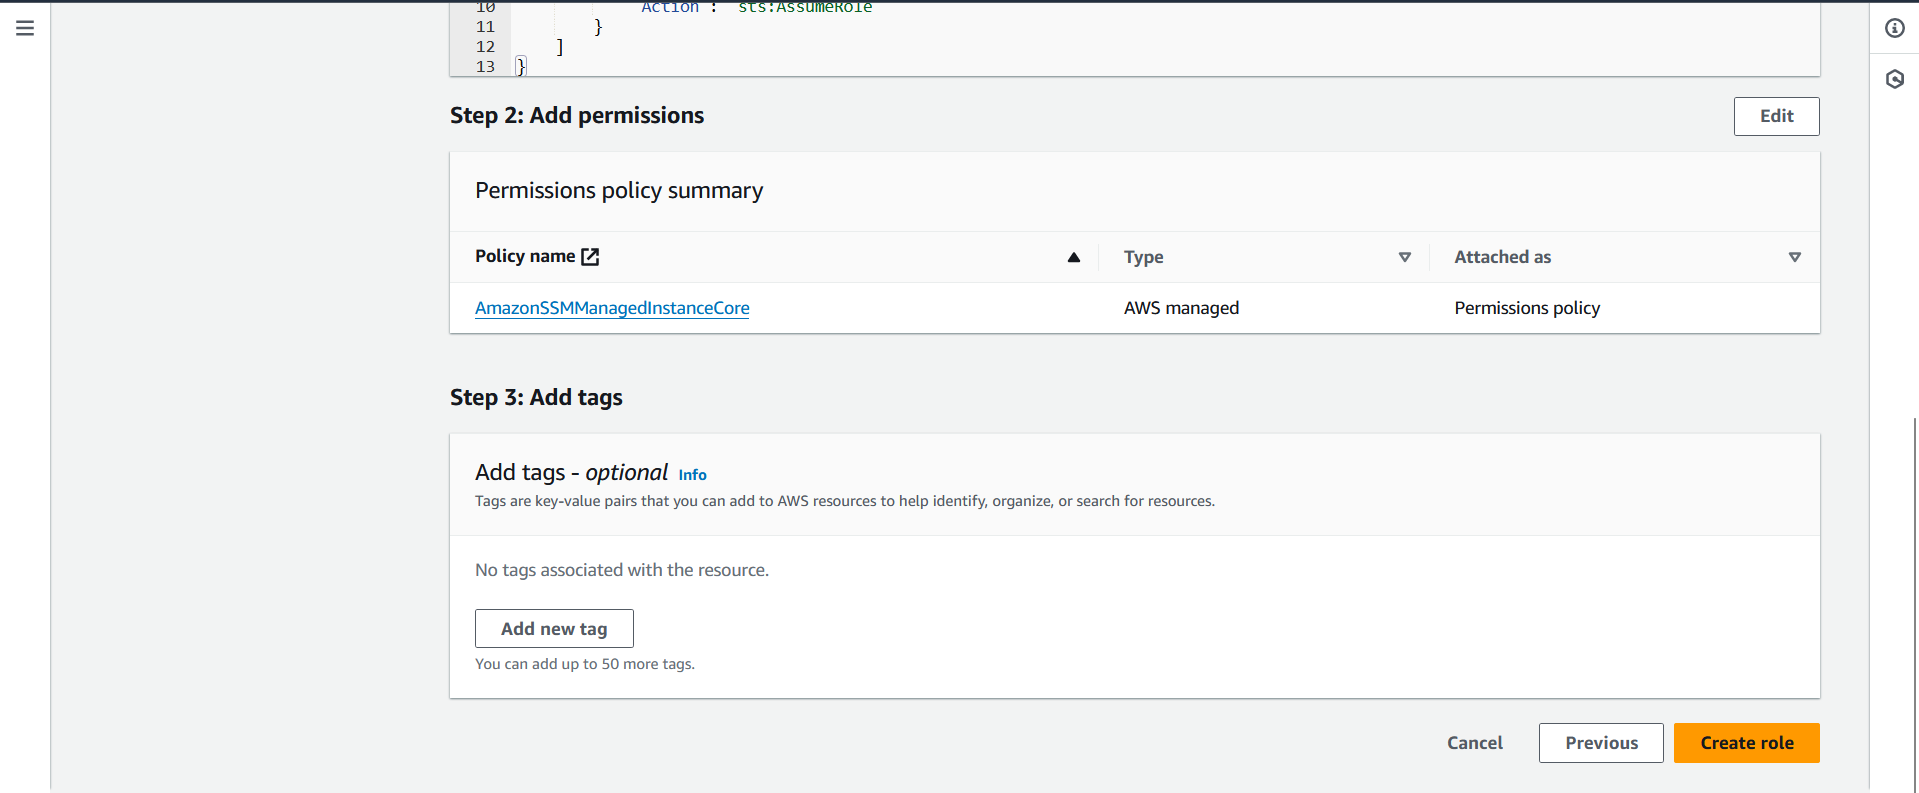 10 Action : sts:AssumeRole
11 }
12 ]
13 }
Step 2: Add permissions
Edit
Permissions policy summary
Policy name Type Attached as
AmazonSSMManagedInstanceCore AWS managed Permissions policy
Step 3: Add tags
Add tags - optional Info
Tags are key-value pairs that you can add to AWS resources to help identify, organize, or search for resources.
No tags associated with the resource.
Add new tag
You can add up to 50 more tags.
Cancel Previous Create role